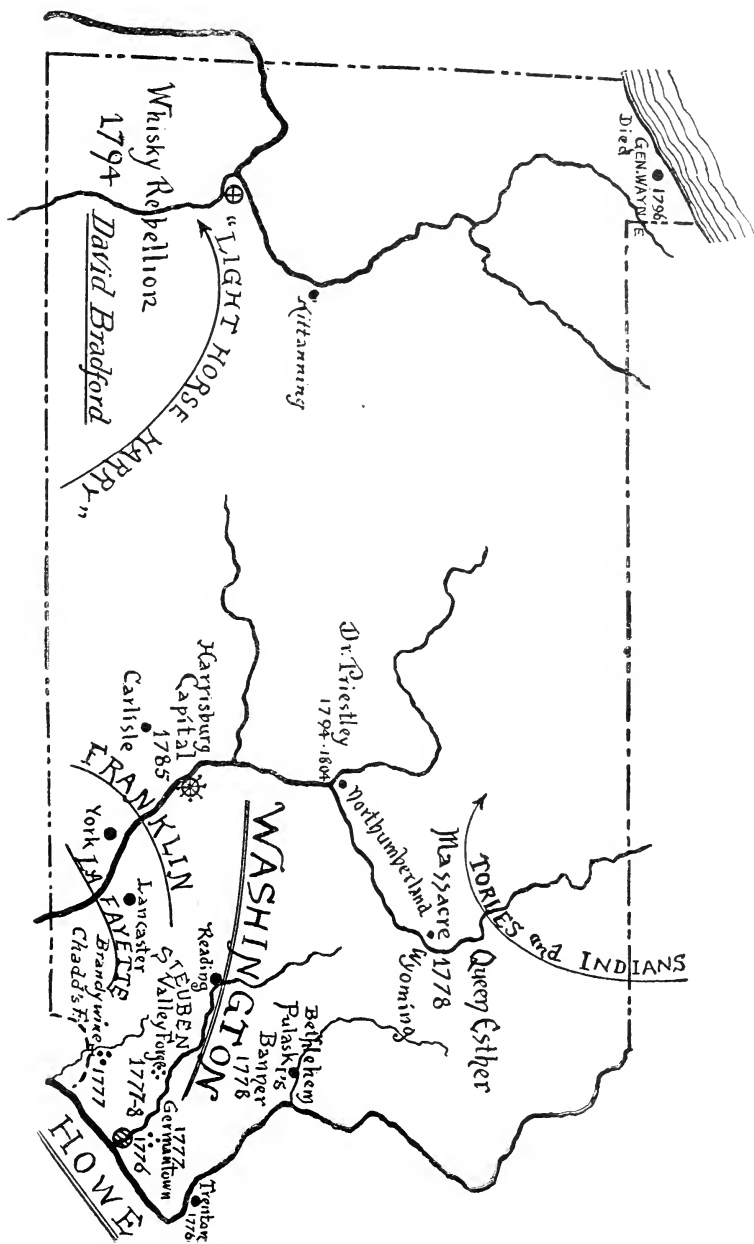 GEN. WAYNE
Died
1796
Whisky Rebellion
1794
David Bradford
"LIGHT HORSE HARRY"
Kittanning
Dr. Priestley
1794-1804
Northumberland
Massacre
1778
Wyoming
Queen Esther
TORIES and INDIANS
Harrisburg
Capital
1785
Carlisle
FRANKLIN
York
LA FAYETTE
Lancaster
WASHINGTON
Reading
STEUBEN
Valley Forge
1777-8
Brandywine
1777
Chadd's F.
Bethlehem
Pulaski's
Banner
1778
1777
Germantown
1776
Trenton
1776
HOWE